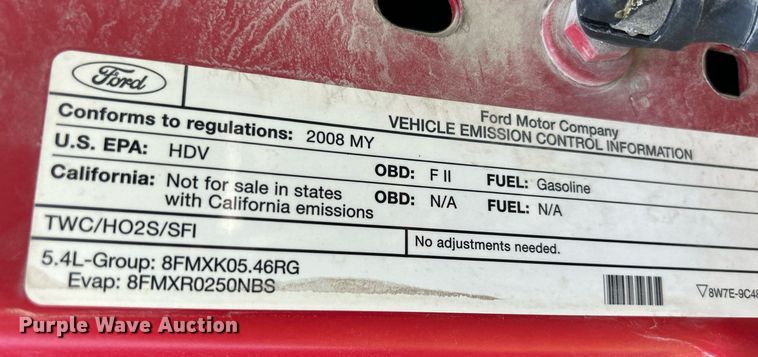 Ford
Ford Motor Company
VEHICLE EMISSION CONTROL INFORMATION
Conforms to regulations: 2008 MY
U.S. EPA: HDV OBD: F II FUEL: Gasoline
California: Not for sale in states OBD: N/A FUEL: N/A
with California emissions
TWC/HO2S/SFI
No adjustments needed.
5.4L-Group: 8FMXK05.46RG
Evap: 8FMXR0250NBS
▽8W7E-9C48
Purple Wave Auction